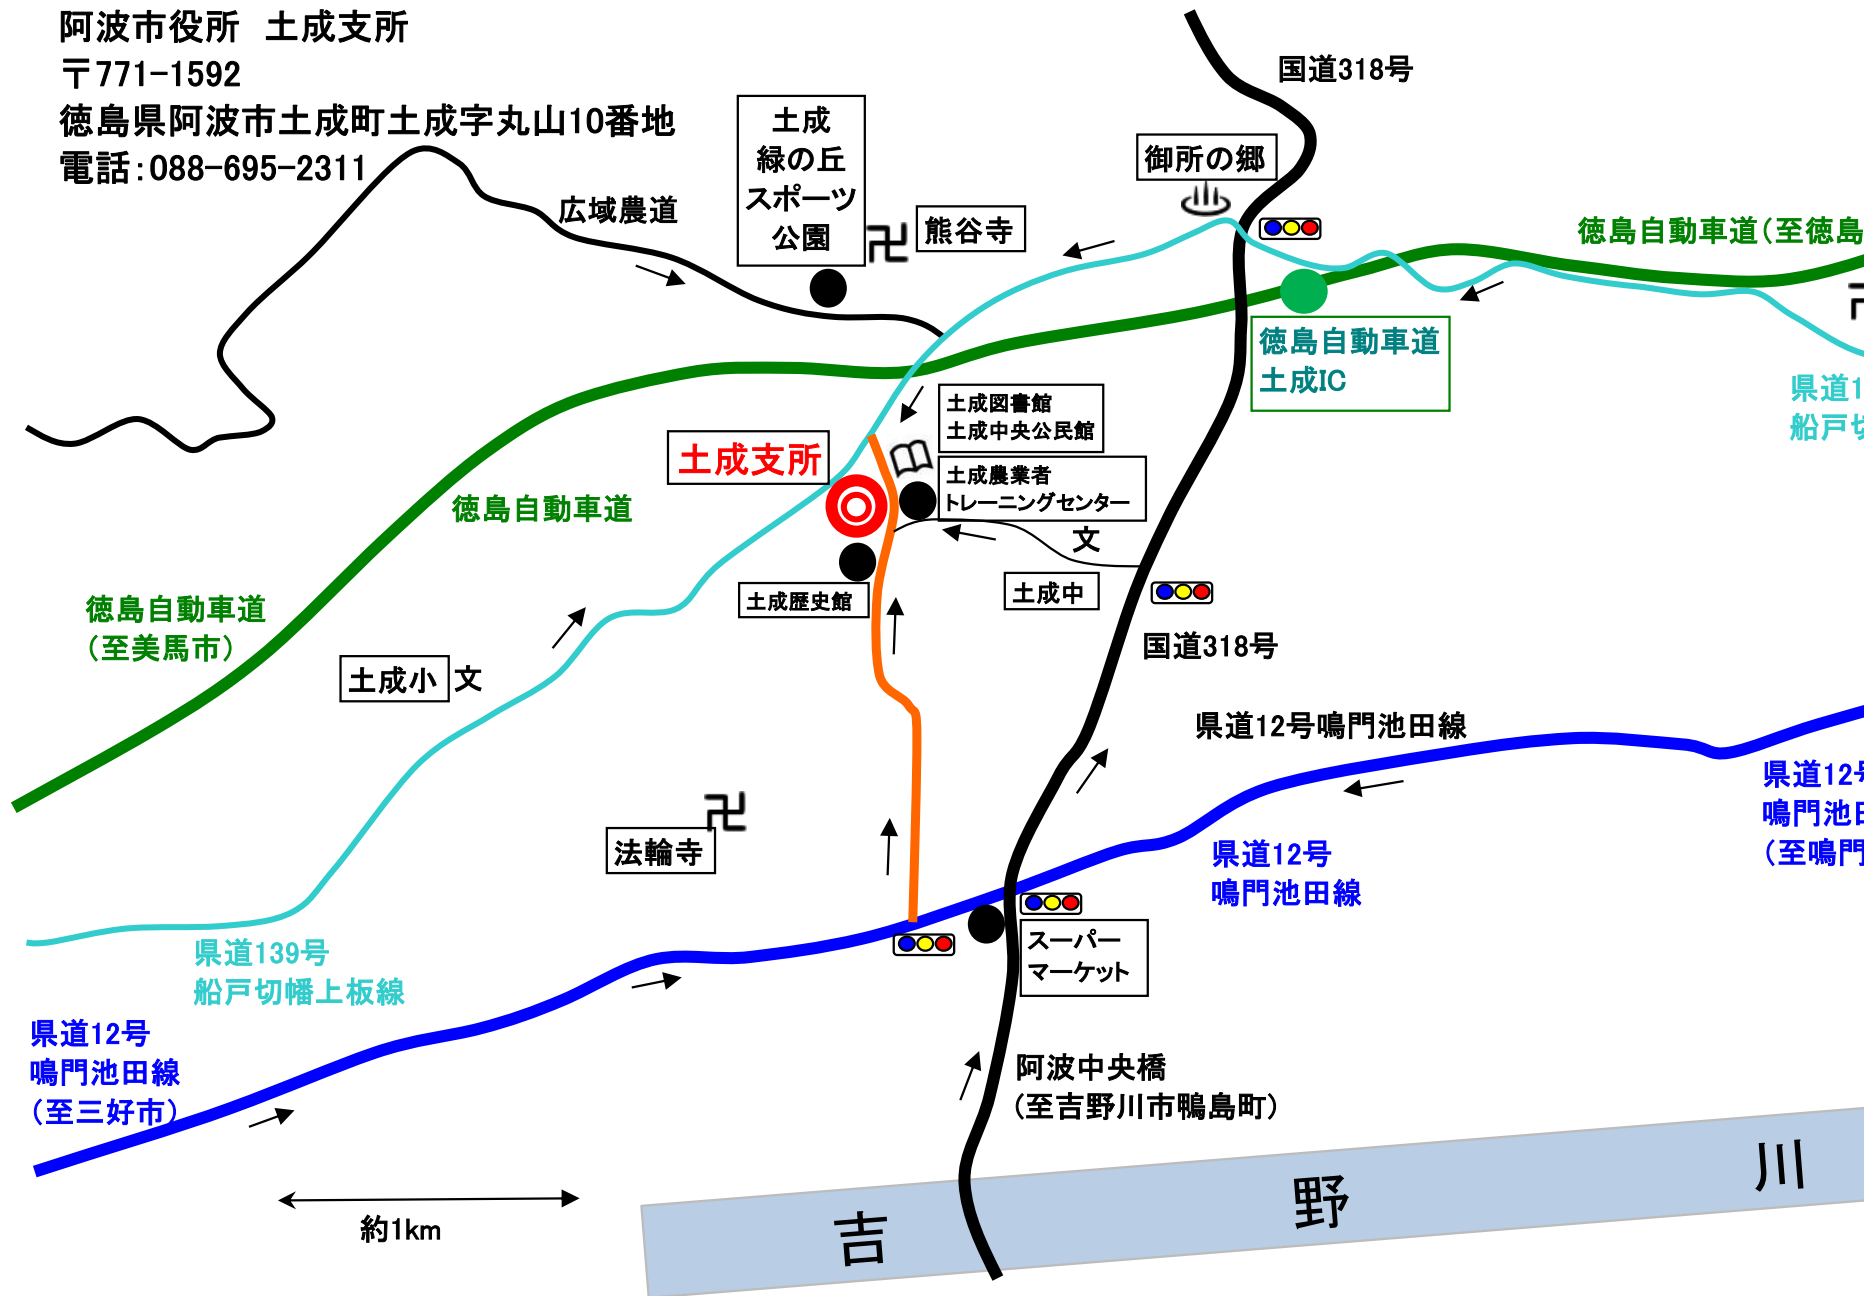 阿波市役所　土成支所
〒771-1592
徳島県阿波市土成町土成字丸山10番地
電話：088-695-2311
国道318号
土成
緑の丘
スポーツ
公園
御所の郷
広域農道
熊谷寺
徳島自動車道（至徳島
徳島自動車道
土成IC
県道1
船戸切
土成図書館
土成中央公民館
土成支所
土成農業者
トレーニングセンター
徳島自動車道
文
土成中
土成歴史館
徳島自動車道
（至美馬市）
国道318号
土成小
文
県道12号鳴門池田線
県道12号
鳴門池田
（至鳴門
法輪寺
県道12号
鳴門池田線
スーパー
マーケット
県道139号
船戸切幡上板線
県道12号
鳴門池田線
（至三好市）
阿波中央橋
（至吉野川市鴨島町）
約1km
吉野川